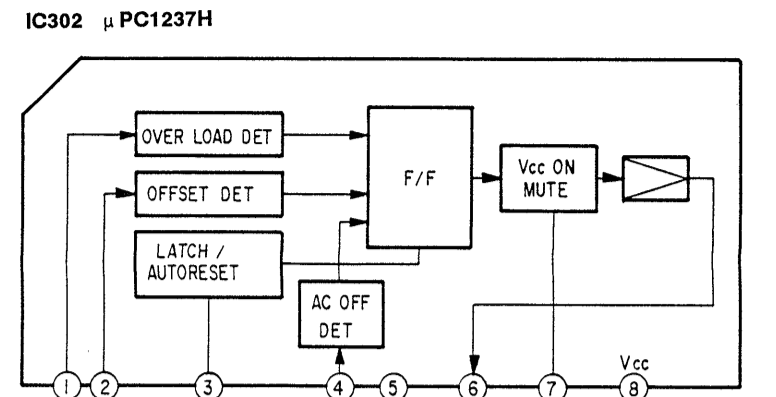 IC302 μ PC1237H
OVER LOAD DET
OFFSET DET
LATCH /
AUTORESET
F/F
Vcc ON
MUTE
AC OFF
DET
Vcc
1 2 3 4 5 6 7 8